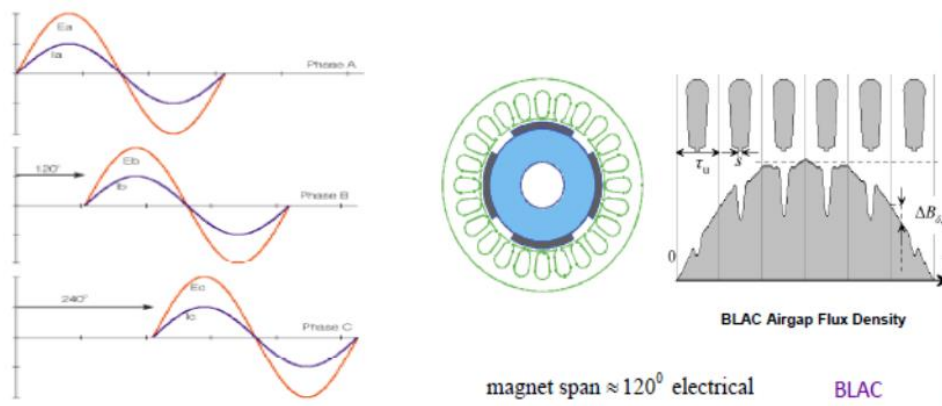 Ea
Ia
Phase A
120°
Eb
Ib
Phase B
240°
Ec
Ic
Phase C
τu
s
ΔBδ
0
BLAC Airgap Flux Density
magnet span ≈ 120⁰ electrical
BLAC